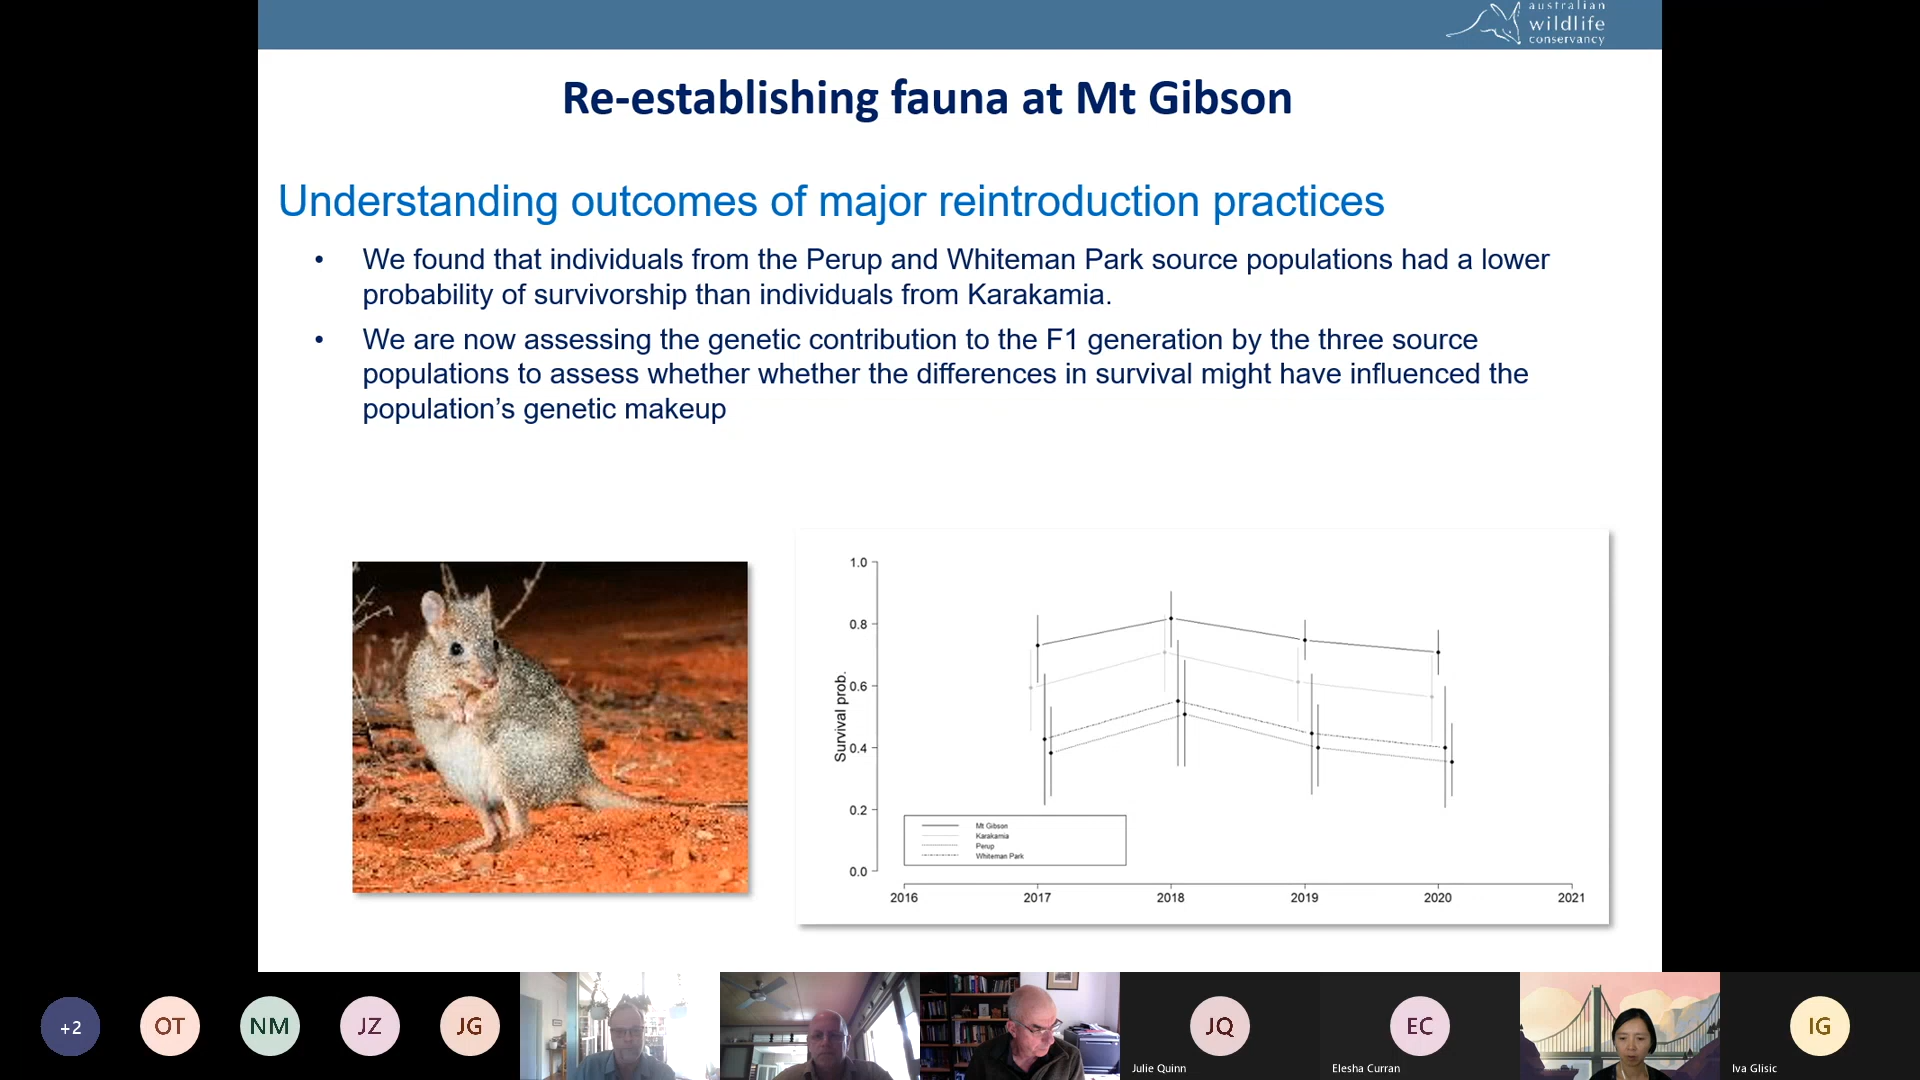 australian
wildlife
conservancy
Re-establishing fauna at Mt Gibson
Understanding outcomes of major reintroduction practices
• We found that individuals from the Perup and Whiteman Park source populations had a lower
probability of survivorship than individuals from Karakamia.
• We are now assessing the genetic contribution to the F1 generation by the three source
populations to assess whether whether the differences in survival might have influenced the
population’s genetic makeup
1.0
0.8
0.6
0.4
0.2
0.0
Survival prob.
Mt Gibson
Karakamia
Perup
Whiteman Park
2016 2017 2018 2019 2020 2021
+2 OT NM JZ JG JQ EC IG
Julie Quinn Elesha Curran Iva Glisic